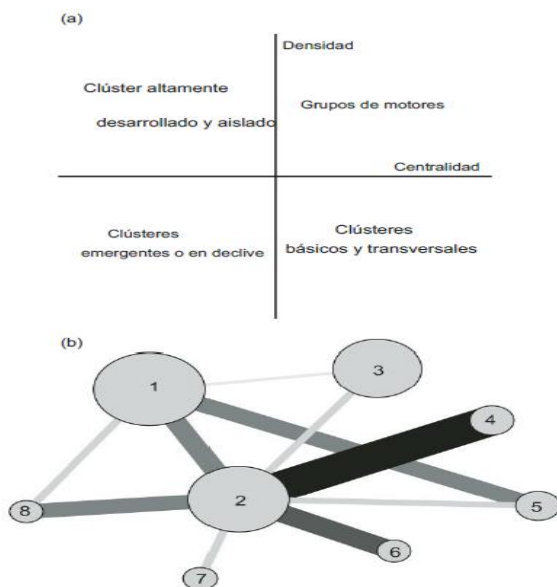 (a)
Densidad
Clúster altamente
desarrollado y aislado
Grupos de motores
Centralidad
Clústeres
emergentes o en declive
Clústeres
básicos y transversales
(b)
1
3
4
2
5
8
6
7